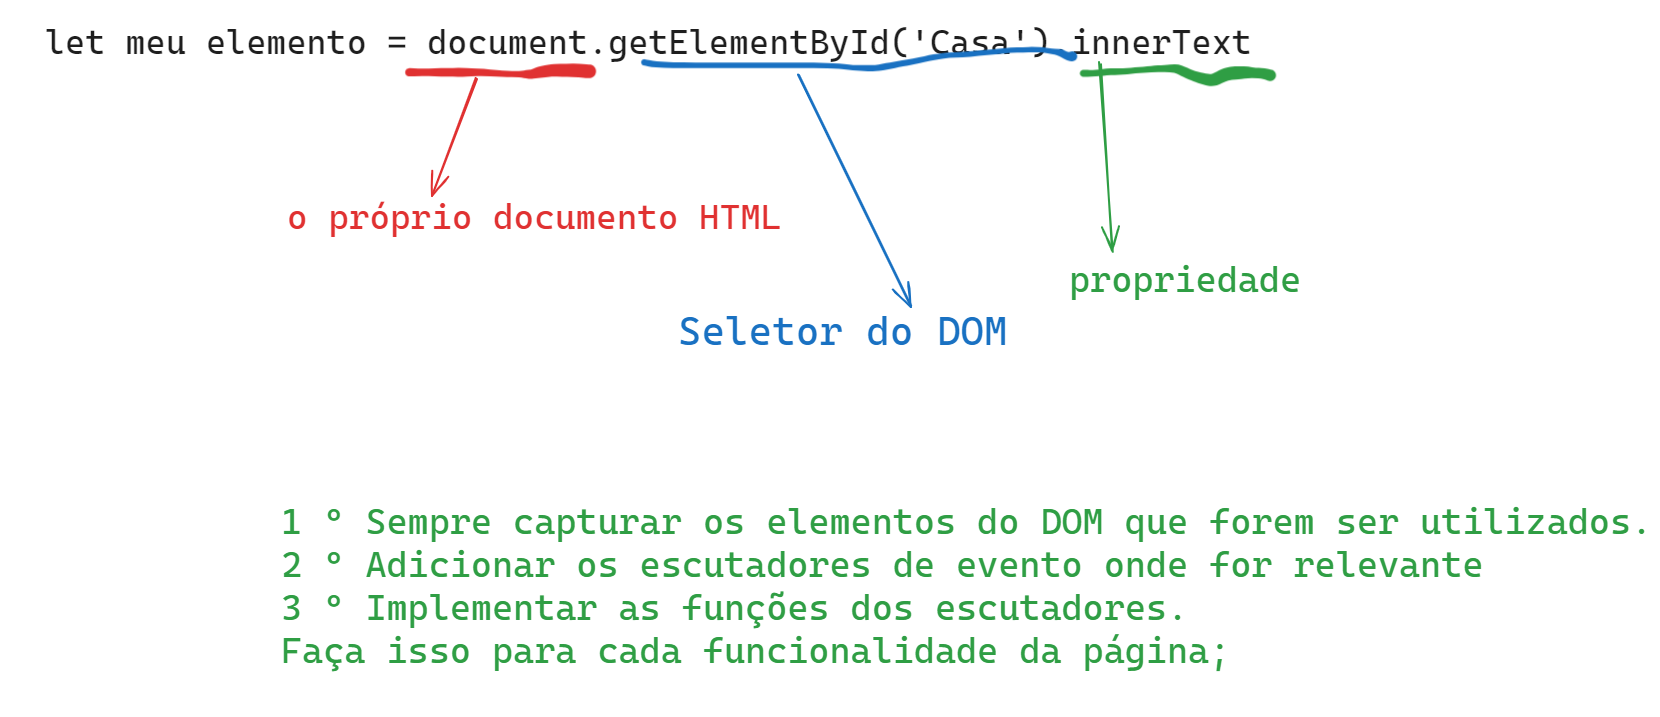 let meu elemento = document.getElementById('Casa').innerText
o próprio documento HTML
propriedade
Seletor do DOM
1 ° Sempre capturar os elementos do DOM que forem ser utilizados.
2 ° Adicionar os escutadores de evento onde for relevante
3 ° Implementar as funções dos escutadores.
Faça isso para cada funcionalidade da página;